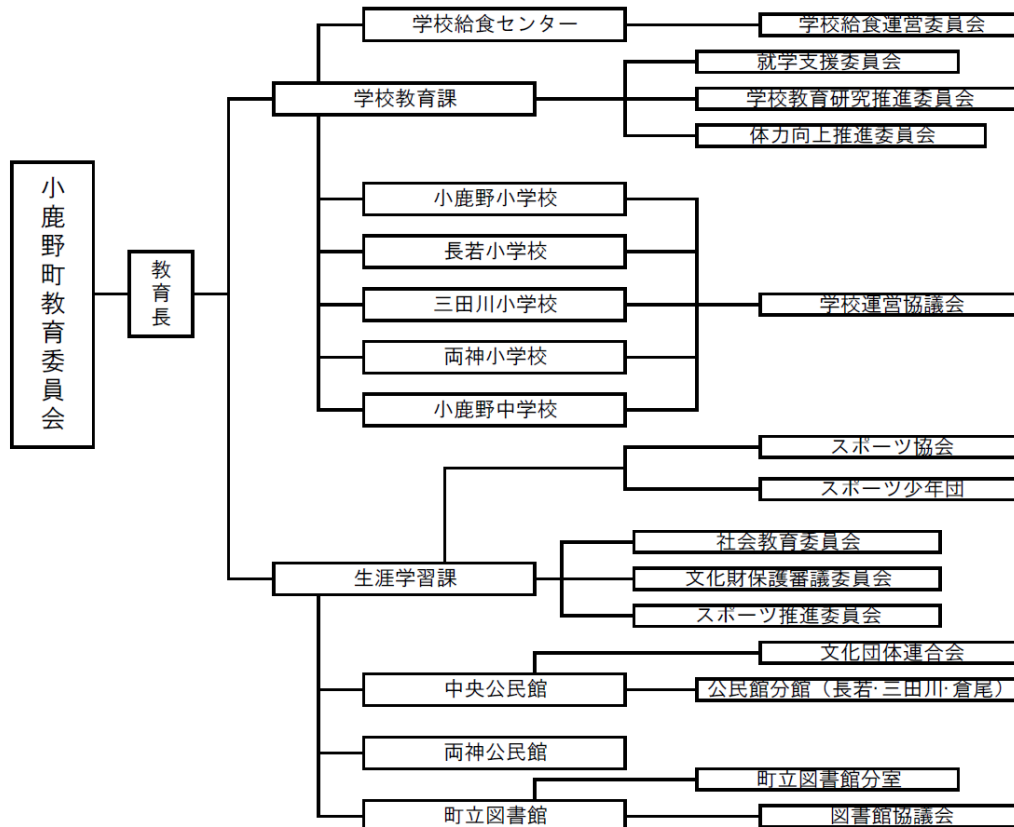 学校給食センター
学校給食運営委員会
就学支援委員会
学校教育課
学校教育研究推進委員会
体力向上推進委員会
小鹿野町教育委員会
教育長
小鹿野小学校
長若小学校
三田川小学校
学校運営協議会
両神小学校
小鹿野中学校
スポーツ協会
スポーツ少年団
社会教育委員会
生涯学習課
文化財保護審議委員会
スポーツ推進委員会
文化団体連合会
中央公民館
公民館分館（長若・三田川・倉尾）
両神公民館
町立図書館分室
町立図書館
図書館協議会